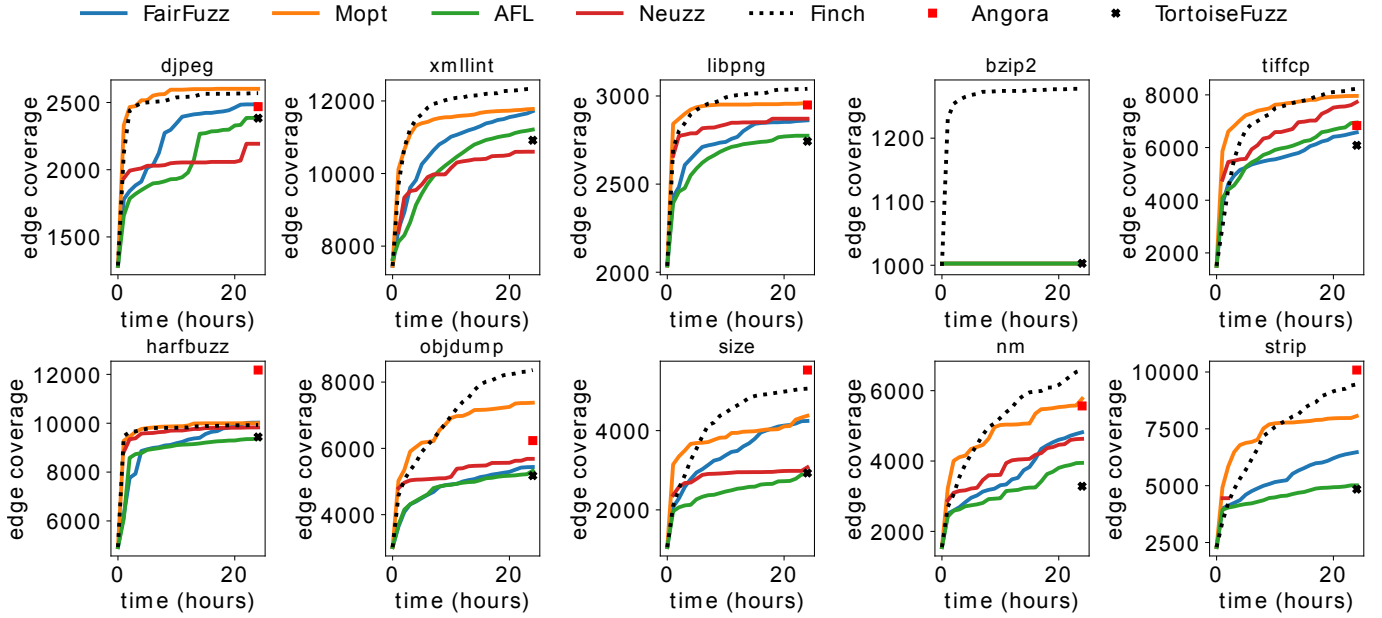 FairFuzz Mopt AFL Neuzz Finch Angora TortoiseFuzz
djpeg xmllint libpng bzip2 tiffcp
edge coverage
2500
2000
1500
0 20
time (hours)
edge coverage
12000
10000
8000
0 20
time (hours)
edge coverage
3000
2500
2000
0 20
time (hours)
edge coverage
1200
1100
1000
0 20
time (hours)
edge coverage
8000
6000
4000
2000
0 20
time (hours)
harfbuzz objdump size nm strip
edge coverage
12000
10000
8000
6000
0 20
time (hours)
edge coverage
8000
6000
4000
0 20
time (hours)
edge coverage
4000
2000
0 20
time (hours)
edge coverage
6000
4000
2000
0 20
time (hours)
edge coverage
10000
7500
5000
2500
0 20
time (hours)